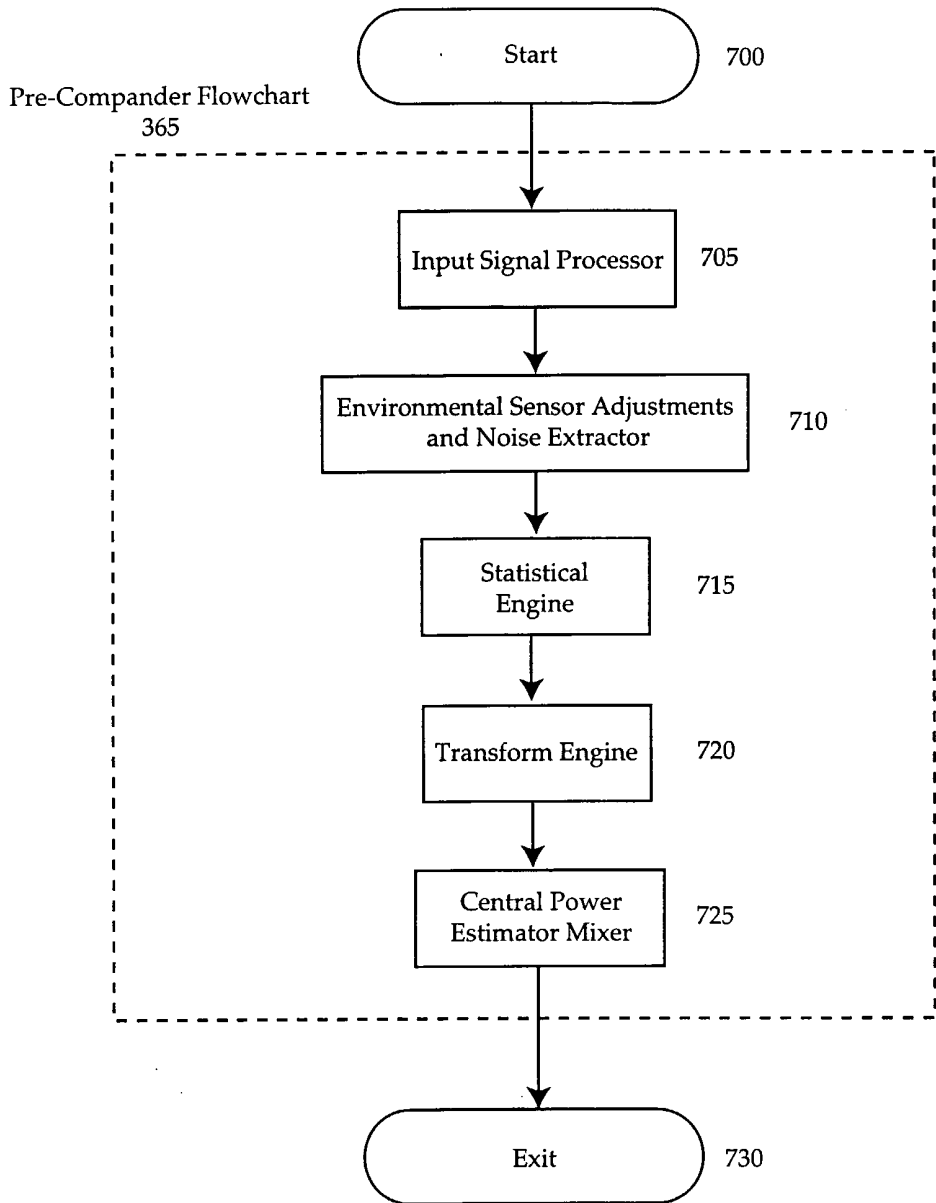 Start
700
Pre-Compander Flowchart
365
Input Signal Processor
705
Environmental Sensor Adjustments
and Noise Extractor
710
Statistical
Engine
715
Transform Engine
720
Central Power
Estimator Mixer
725
Exit
730